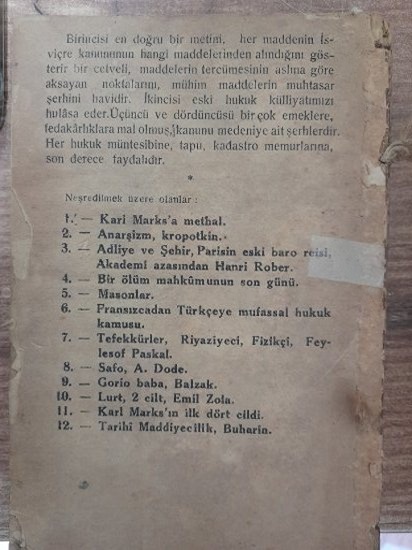 Birincisi en doğru bir metini, her maddenin İs-
viçre kanununun hangi maddelerinden alındığını gös-
terir bir cetveli, maddelerin tercümesinin aslına göre
aksayan noktalarını, mühim maddelerin muhtasar
şerhini havidir. İkincisi eski hukuk külliyatımızı
hulâsa eder. Üçüncü ve dördüncüsü bir çok emeklere,
fedakârlıklara mal olmuş, kanunu medeniye ait şerhlerdir.
Her hukuk müntesibine, tapu, kadastro memurlarına,
son derece faydalıdır.
*
Neşredilmek üzere olanlar :
1. — Karl Marks'a methal.
2. — Anarşizm, kropotkin.
3. — Adliye ve Şehir, Parisin eski baro reisi,
Akademi azasından Hanri Rober.
4. — Bir ölüm mahkûmunun son günü.
5. — Masonlar.
6. — Fransızcadan Türkçeye mufassal hukuk
kamusu.
7. — Tefekkürler, Riyaziyeci, Fizikçi, Fey-
lesof Paskal.
8. — Safo, A. Dode.
9. — Gorio baba, Balzak.
10. — Lurt, 2 cilt, Emil Zola.
11. — Karl Marks'ın ilk dört cildi.
12. — Tarihî Maddiyecilik, Buharin.